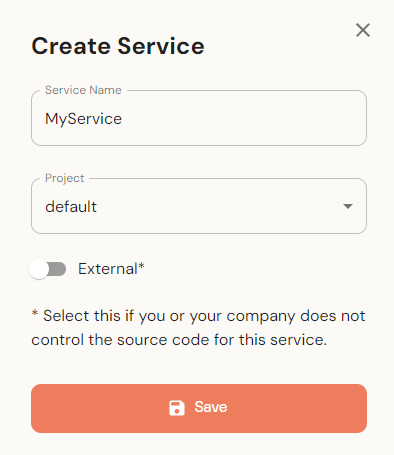 Create Service
Service Name
MyService
Project
default
External*
* Select this if you or your company does not
control the source code for this service.
Save